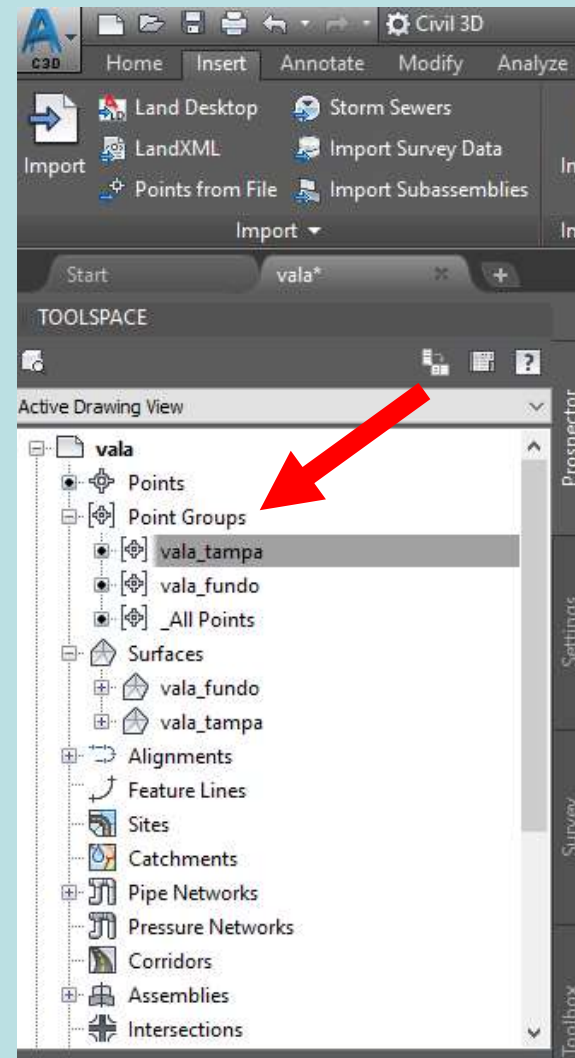 C3D Civil 3D
Home Insert Annotate Modify Analyze
Import
Land Desktop Storm Sewers
LandXML Import Survey Data
Points from File Import Subassemblies
Import
Start vala* +
TOOLSPACE
?
Active Drawing View
vala
Points
Point Groups
vala_tampa
vala_fundo
_All Points
Surfaces
vala_fundo
vala_tampa
Alignments
Feature Lines
Sites
Catchments
Pipe Networks
Pressure Networks
Corridors
Assemblies
Intersections
Prospector
Settings
Survey
Toolbox